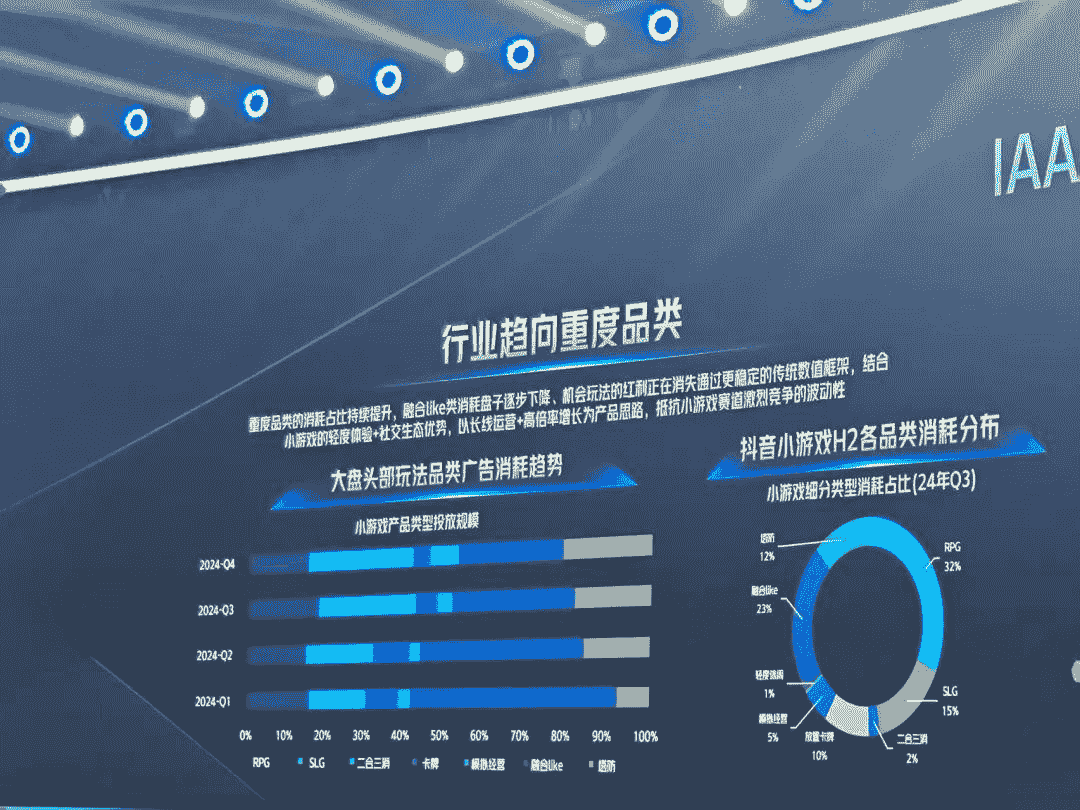 IAA
行业趋向重度品类
重度品类的消耗占比持续提升，融合like类消耗盘子逐步下降、机会玩法的红利正在消失通过更稳定的传统数值框架，结合
小游戏的轻度体验+社交生态优势，以长线运营+高倍率增长为产品思路，抵抗小游戏赛道激烈竞争的波动性
大盘头部玩法品类广告消耗趋势
小游戏产品类型投放规模
2024-Q4
2024-Q3
2024-Q2
2024-Q1
0% 10% 20% 30% 40% 50% 60% 70% 80% 90% 100%
RPG SLG 二合三消 卡牌 模拟经营 融合like 塔防
抖音小游戏H2各品类消耗分布
小游戏细分类型消耗占比(24年Q3)
塔防
12%
RPG
32%
融合like
23%
轻度休闲
1%
SLG
15%
模拟经营
5%
放置卡牌
10%
二合三消
2%